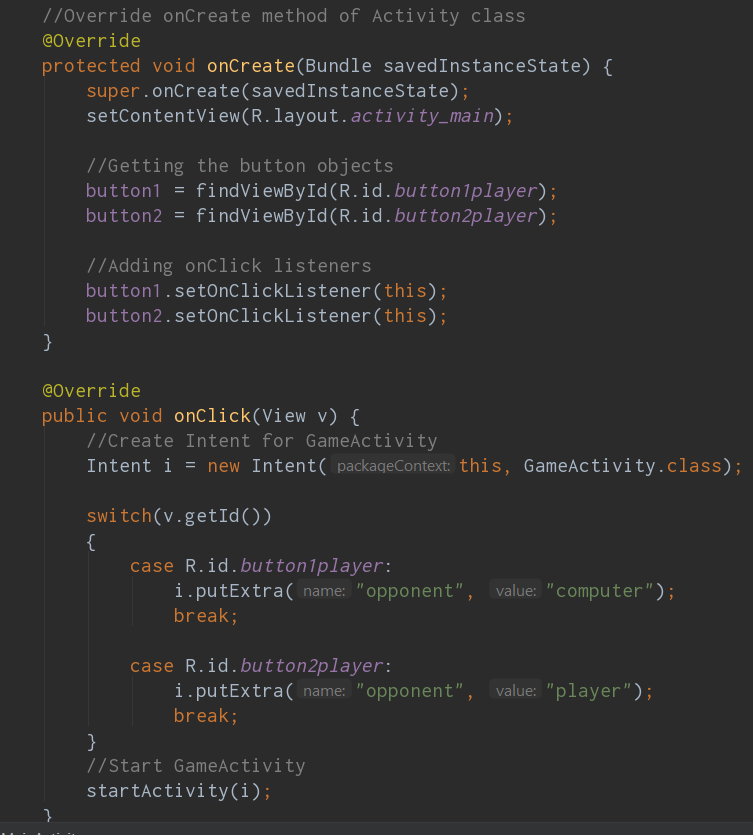 //Override onCreate method of Activity class
@Override
protected void onCreate(Bundle savedInstanceState) {
super.onCreate(savedInstanceState);
setContentView(R.layout.activity_main);
//Getting the button objects
button1 = findViewById(R.id.button1player);
button2 = findViewById(R.id.button2player);
//Adding onClick listeners
button1.setOnClickListener(this);
button2.setOnClickListener(this);
}
@Override
public void onClick(View v) {
//Create Intent for GameActivity
Intent i = new Intent( packageContext: this, GameActivity.class);
switch(v.getId())
{
case R.id.button1player:
i.putExtra( name: "opponent", value: "computer");
break;
case R.id.button2player:
i.putExtra( name: "opponent", value: "player");
break;
}
//Start GameActivity
startActivity(i);
}